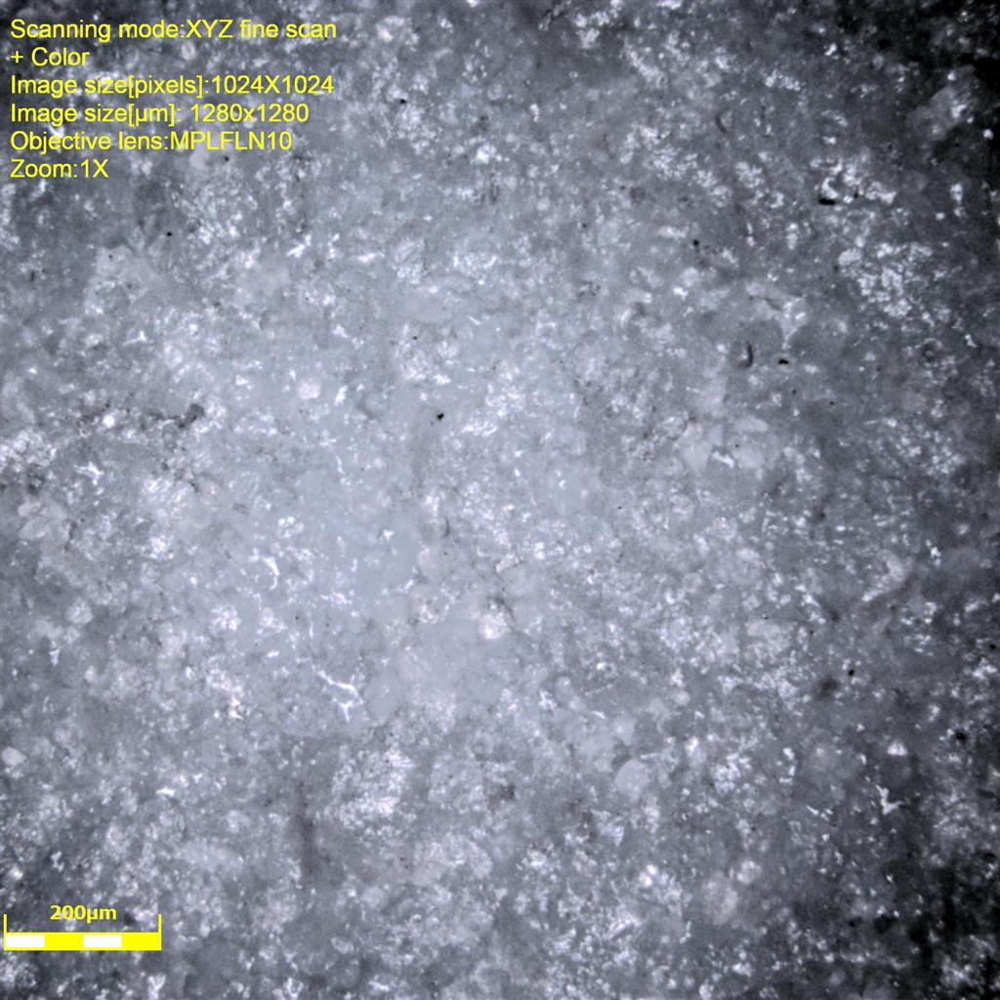 Scanning mode:XYZ fine scan
+ Color
Image size[pixels]:1024X1024
Image size[µm]: 1280x1280
Objective lens:MPLFLN10
Zoom:1X
200µm